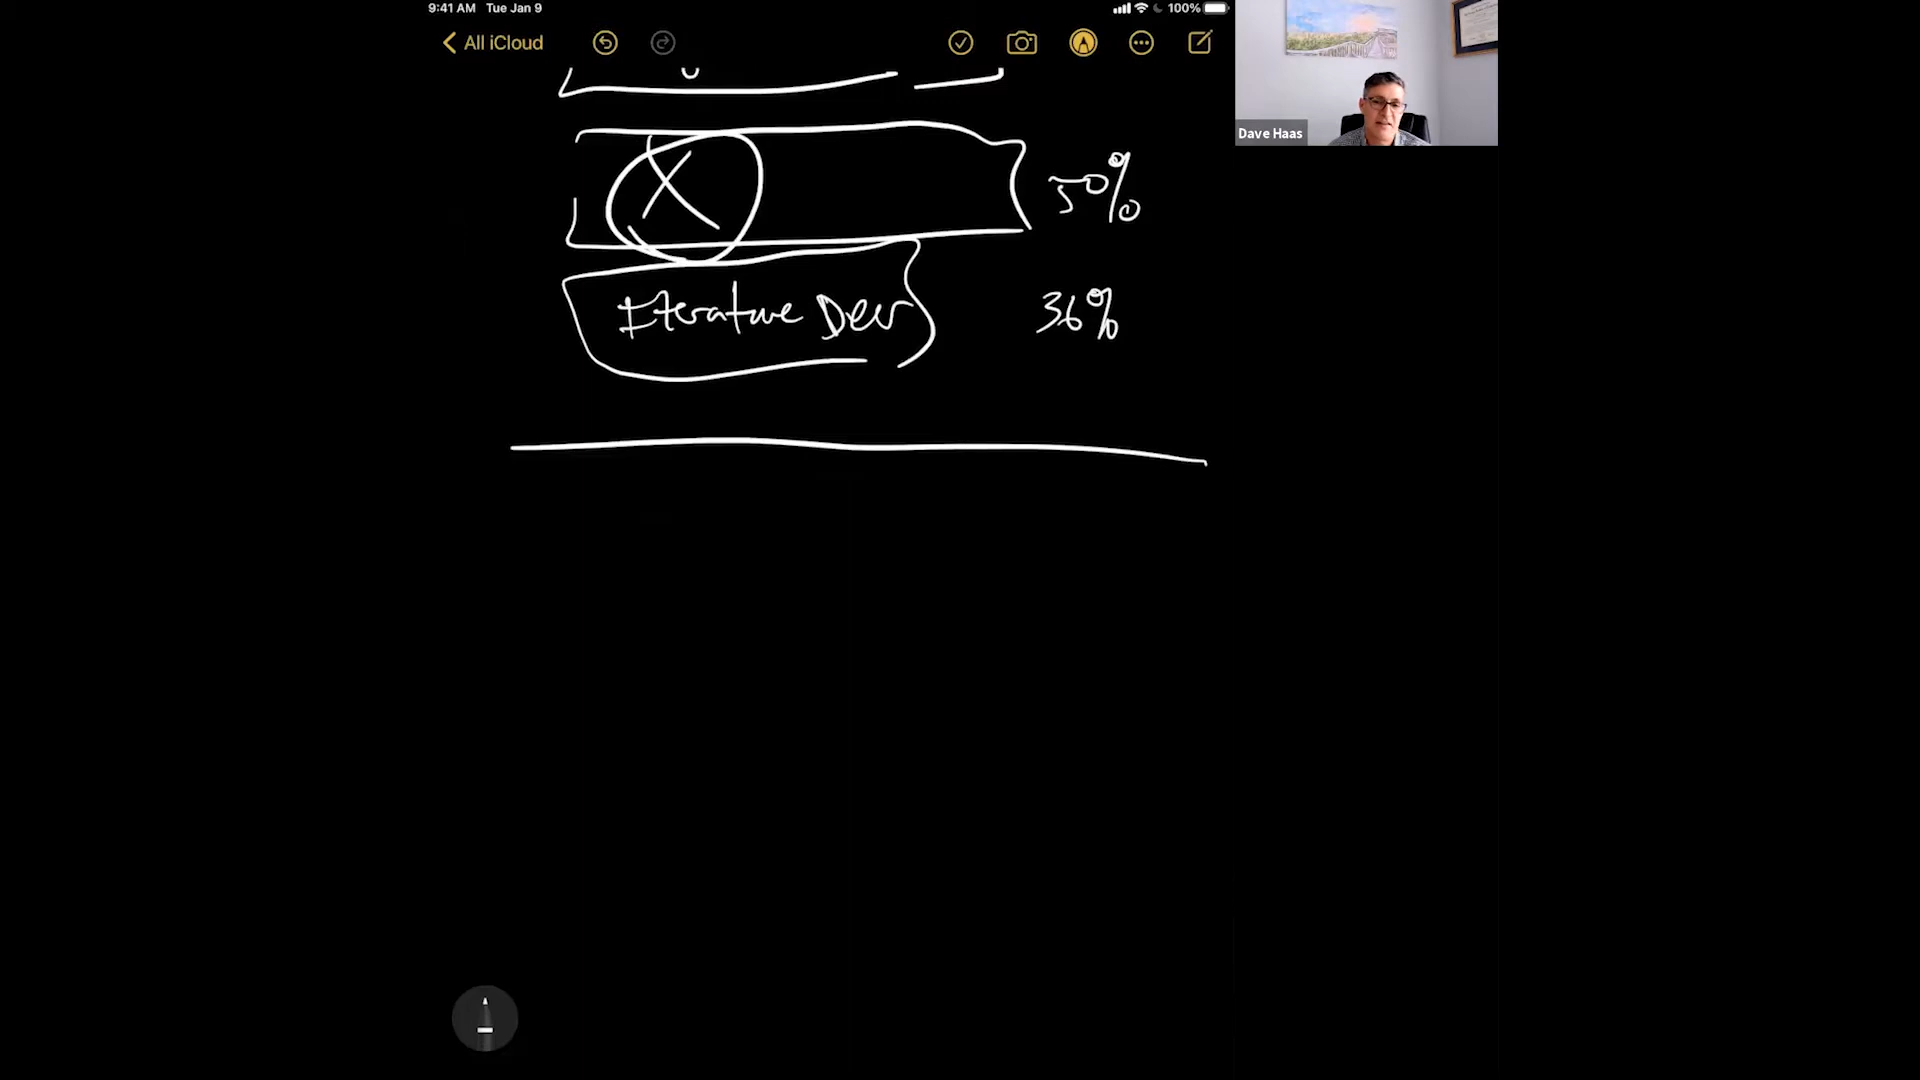 9:41 AM Tue Jan 9
100%
All iCloud
Dave Haas
X
50%
Iterative Dev
36%